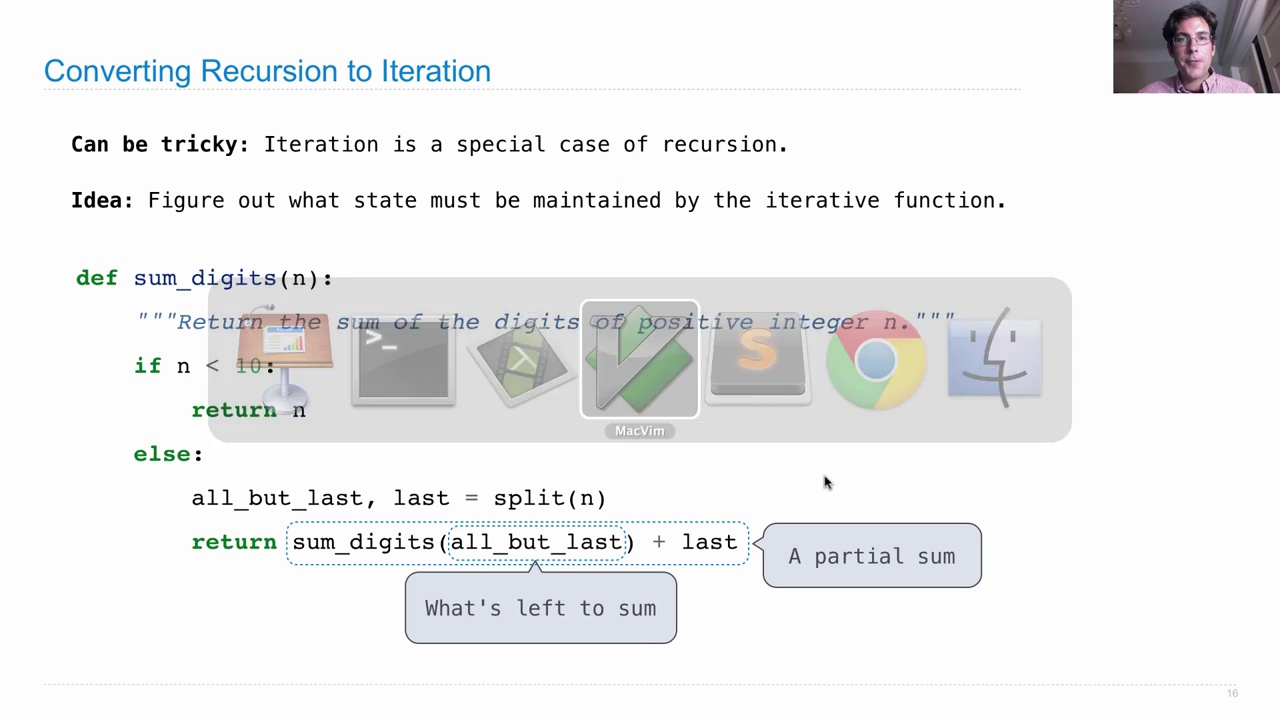 Converting Recursion to Iteration
Can be tricky: Iteration is a special case of recursion.
Idea: Figure out what state must be maintained by the iterative function.
def sum_digits(n):
"""Return the sum of the digits of positive integer n."""
if n < 10:
return n
>_
S
MacVim
else:
all_but_last, last = split(n)
return sum_digits(all_but_last) + last
A partial sum
What's left to sum
16